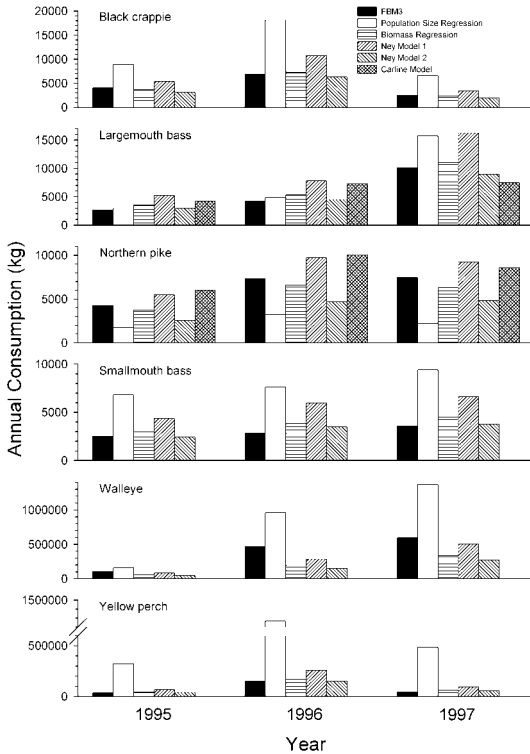 Black crappie
20000
15000
10000
5000
0
FBM3
Population Size Regression
Biomass Regression
Ney Model 1
Ney Model 2
Carline Model
Largemouth bass
15000
10000
5000
0
Northern pike
10000
5000
0
Smallmouth bass
10000
5000
0
Walleye
1000000
500000
0
Yellow perch
1500000
500000
0
Annual Consumption (kg)
1995
1996
1997
Year